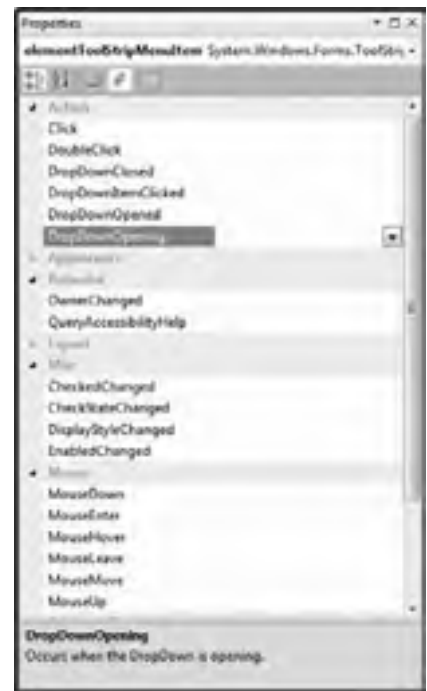 Properties
elementToolStripMenuItem System.Windows.Forms.ToolStrip
Action
Click
DoubleClick
DropDownClosed
DropDownItemClicked
DropDownOpened
DropDownOpening
Appearance
Behavior
OwnerChanged
QueryAccessibilityHelp
Layout
Misc
CheckedChanged
CheckStateChanged
DisplayStyleChanged
EnabledChanged
Mouse
MouseDown
MouseEnter
MouseHover
MouseLeave
MouseMove
MouseUp
DropDownOpening
Occurs when the DropDown is opening.